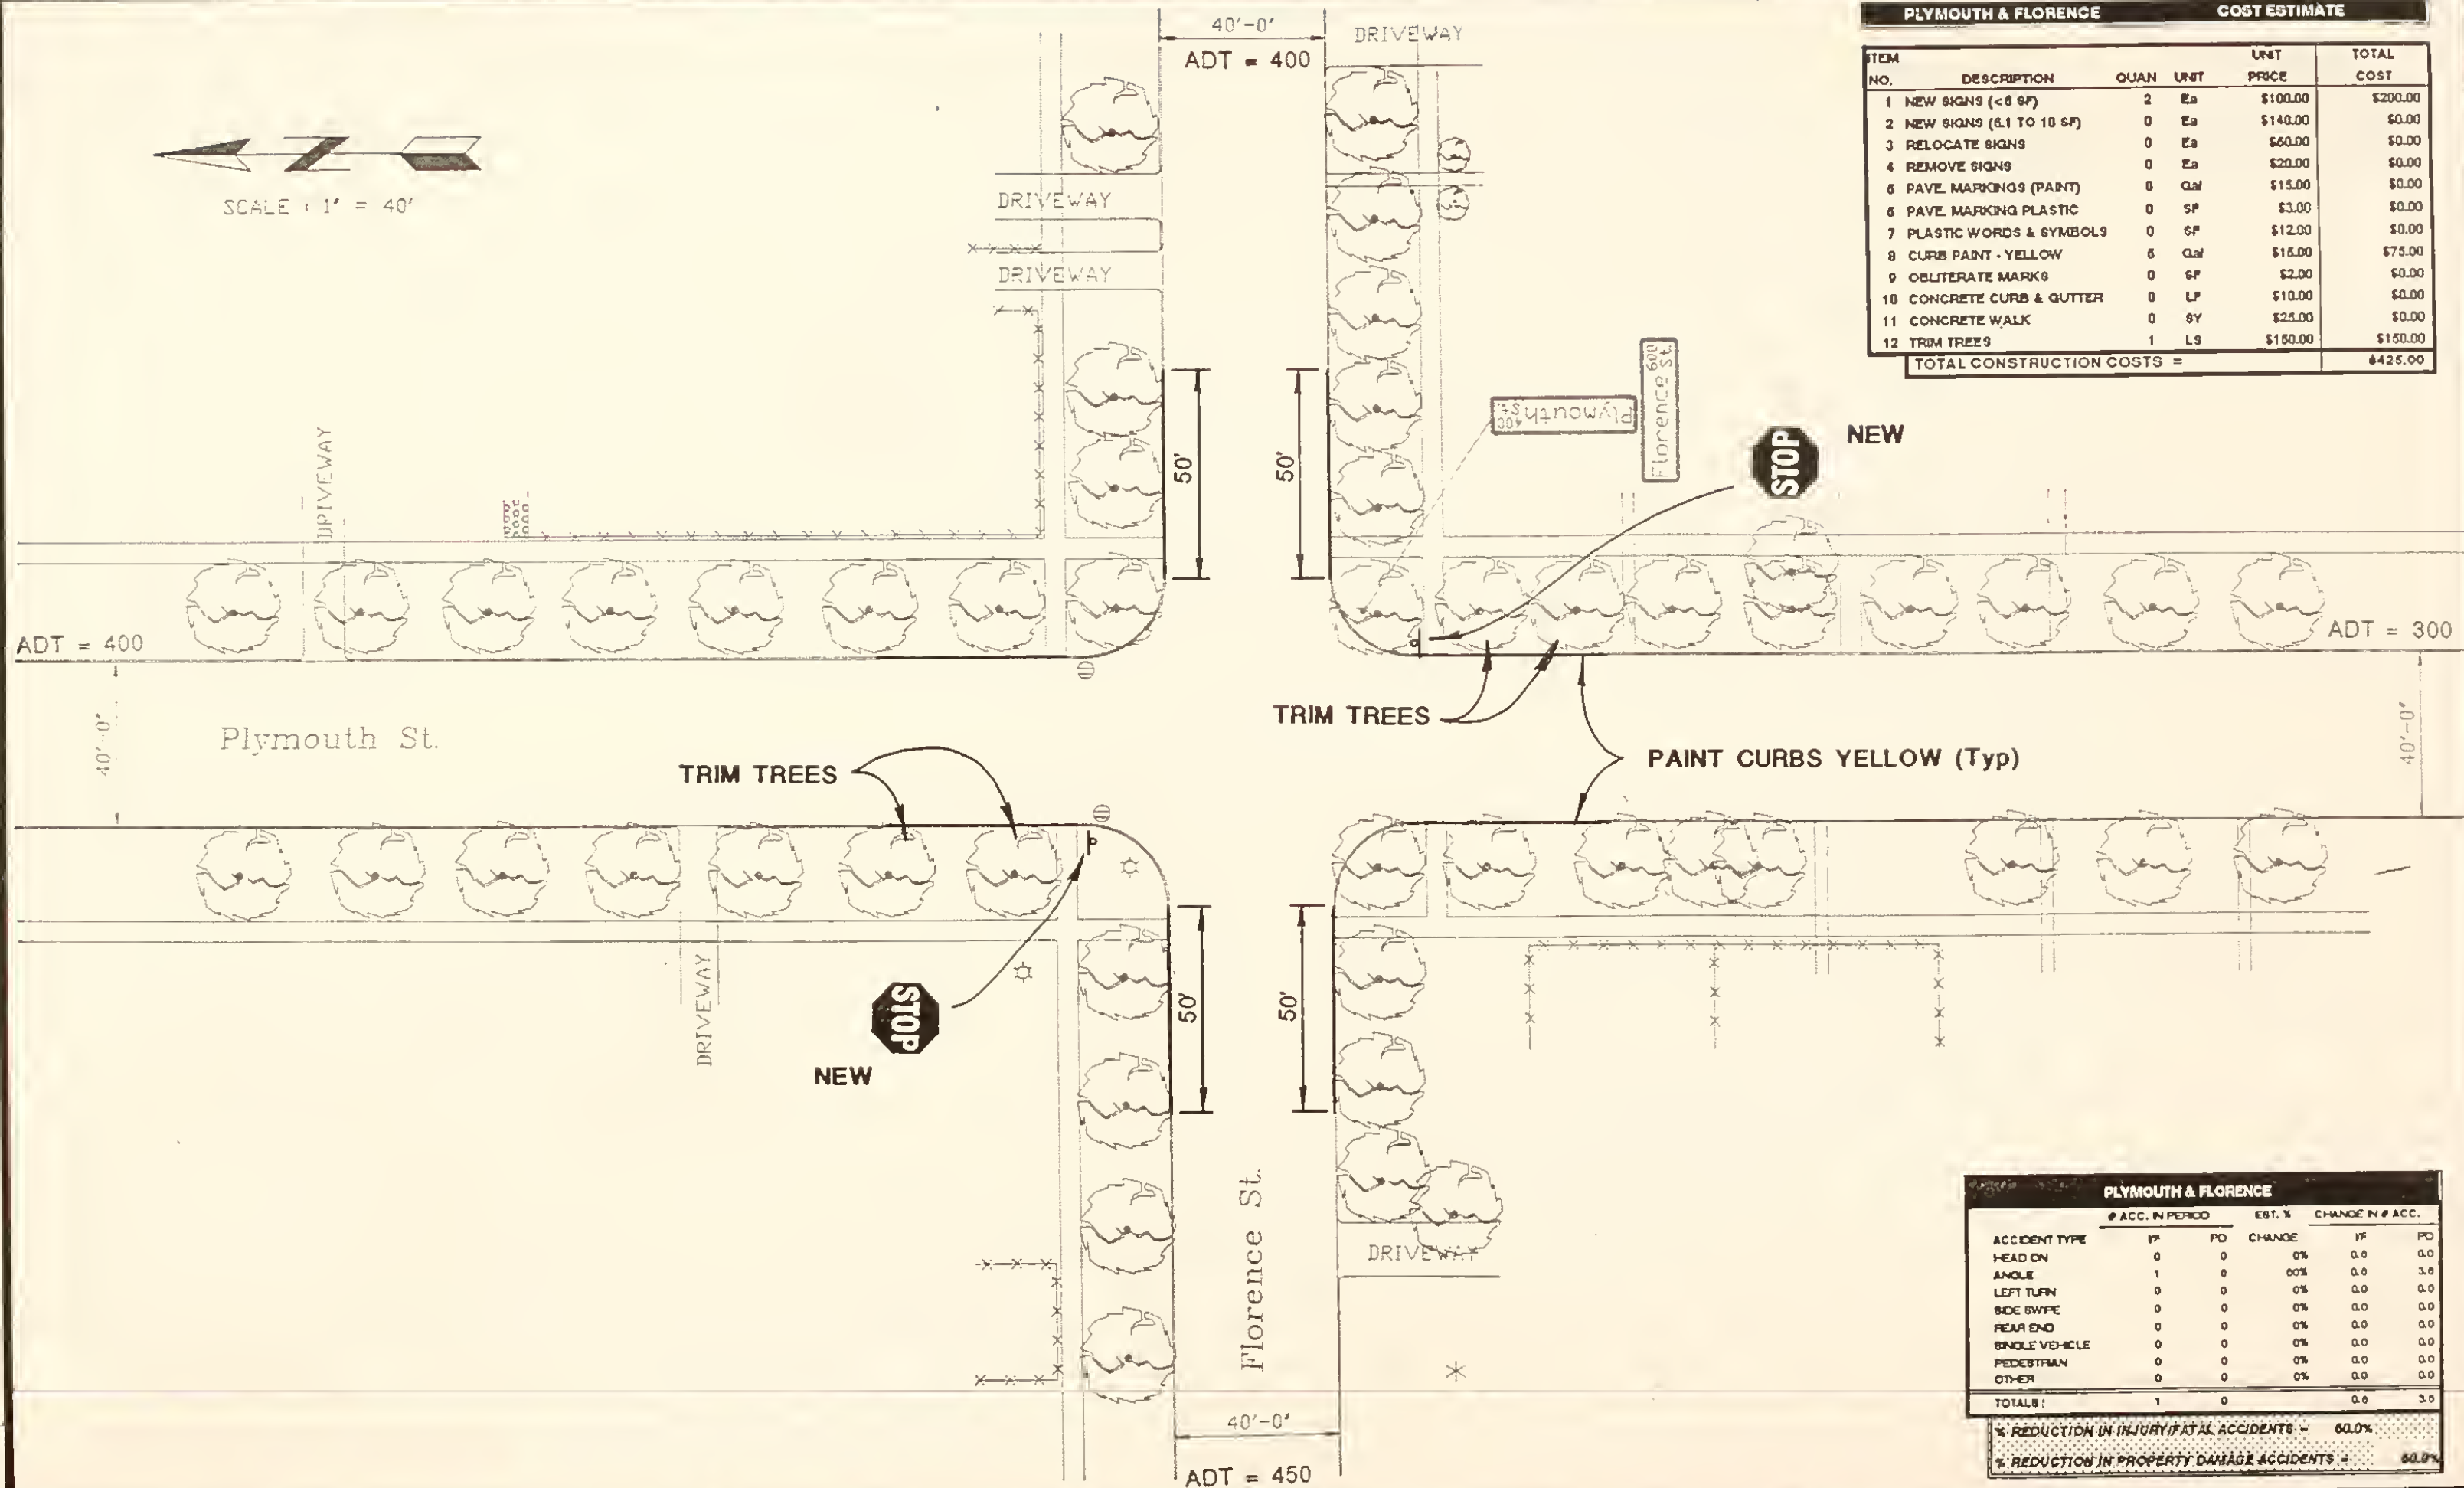 PLYMOUTH & FLORENCE COST ESTIMATE
ITEM NO. DESCRIPTION QUAN UNIT UNIT PRICE TOTAL COST
1 NEW SIGNS (<6 SF) 2 Ea $100.00 $200.00
2 NEW SIGNS (6.1 TO 10 SF) 0 Ea $140.00 $0.00
3 RELOCATE SIGNS 0 Ea $60.00 $0.00
4 REMOVE SIGNS 0 Ea $20.00 $0.00
5 PAVE. MARKINGS (PAINT) 0 Gal $15.00 $0.00
6 PAVE. MARKING PLASTIC 0 SF $3.00 $0.00
7 PLASTIC WORDS & SYMBOLS 0 SF $12.00 $0.00
8 CURB PAINT - YELLOW 5 Gal $15.00 $75.00
9 OBLITERATE MARKS 0 SF $2.00 $0.00
10 CONCRETE CURB & GUTTER 0 LF $10.00 $0.00
11 CONCRETE WALK 0 SY $25.00 $0.00
12 TRIM TREES 1 LS $150.00 $150.00
TOTAL CONSTRUCTION COSTS = $425.00
40'-0"
ADT = 400
DRIVEWAY
SCALE : 1" = 40'
DRIVEWAY
DRIVEWAY
DRIVEWAY
50'
50'
Plymouth St. 400
Florence St. 600
STOP
NEW
ADT = 400
ADT = 300
40'-0"
Plymouth St.
TRIM TREES
TRIM TREES
PAINT CURBS YELLOW (Typ)
40'-0"
DRIVEWAY
STOP
NEW
50'
50'
Florence St.
DRIVEWAY
40'-0"
ADT = 450
PLYMOUTH & FLORENCE
# ACC. IN PERIOD EST. % CHANGE IN # ACC.
ACCIDENT TYPE I/F PD CHANGE I/F PD
HEAD ON 0 0 0% 0.0 0.0
ANGLE 1 0 60% 0.6 3.0
LEFT TURN 0 0 0% 0.0 0.0
SIDE SWIPE 0 0 0% 0.0 0.0
REAR END 0 0 0% 0.0 0.0
SINGLE VEHICLE 0 0 0% 0.0 0.0
PEDESTRIAN 0 0 0% 0.0 0.0
OTHER 0 0 0% 0.0 0.0
TOTALS: 1 0 0.6 3.0
% REDUCTION IN INJURY/FATAL ACCIDENTS = 60.0%
% REDUCTION IN PROPERTY DAMAGE ACCIDENTS = 60.0%